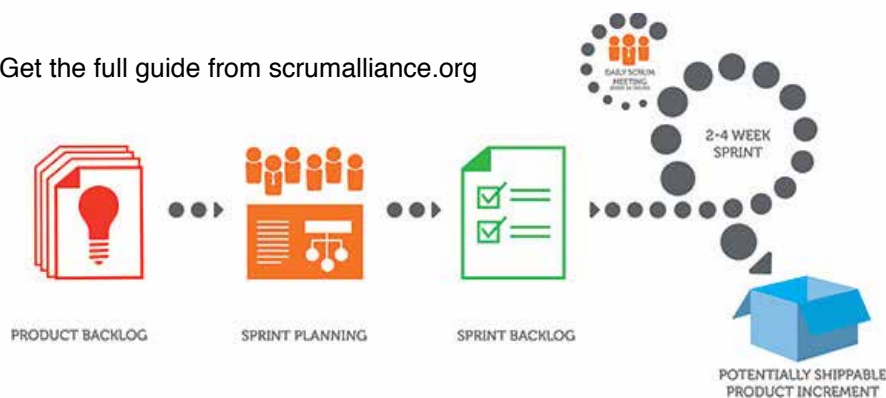 Get the full guide from scrumalliance.org
DAILY SCRUM
MEETING
2-4 WEEK
SPRINT
PRODUCT BACKLOG
SPRINT PLANNING
SPRINT BACKLOG
POTENTIALLY SHIPPABLE
PRODUCT INCREMENT